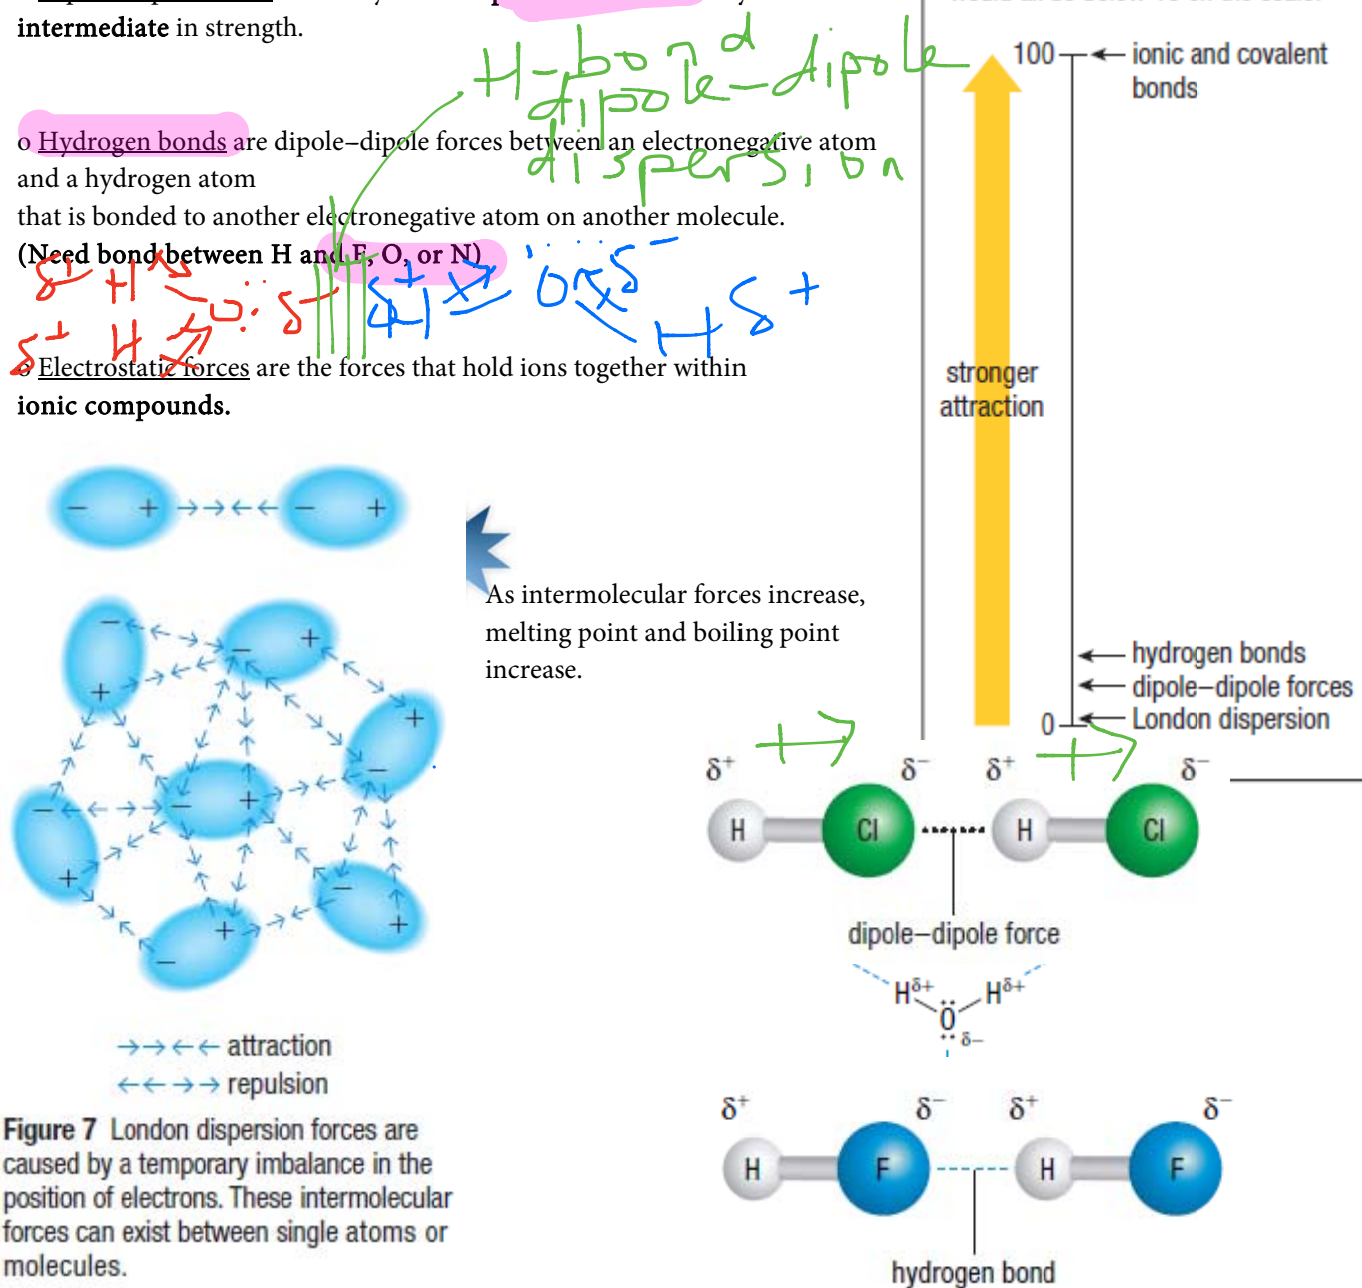 intermediate in strength.
H-bond
dipole-dipole
dispersion
o Hydrogen bonds are dipole–dipole forces between an electronegative atom
and a hydrogen atom
that is bonded to another electronegative atom on another molecule.
(Need bond between H and F, O, or N)
δ+ H
O
δ−
δ+ H
δ+
H
O
δ−
H δ+
o Electrostatic forces are the forces that hold ions together within
ionic compounds.
100
ionic and covalent
bonds
stronger
attraction
hydrogen bonds
dipole–dipole forces
0
London dispersion
− + − +
As intermolecular forces increase,
melting point and boiling point
increase.
− +
− +
− +
− +
− +
− +
− +
→→←← attraction
←←→→ repulsion
Figure 7 London dispersion forces are
caused by a temporary imbalance in the
position of electrons. These intermolecular
forces can exist between single atoms or
molecules.
δ+ δ− δ+ δ−
H Cl H Cl
dipole–dipole force
Hδ+ Hδ+
O
δ−
δ+ δ− δ+ δ−
H F H F
hydrogen bond